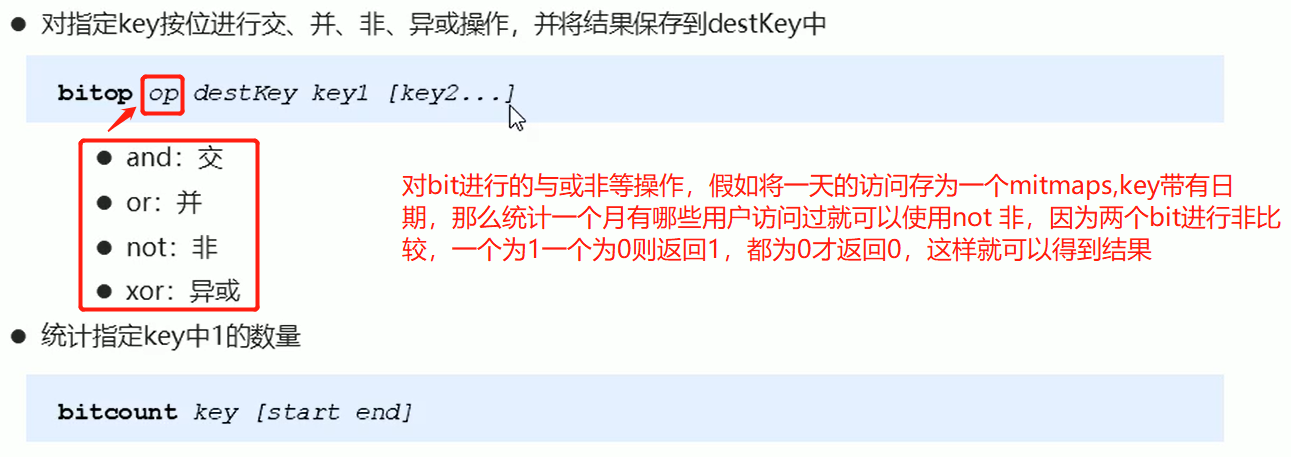 ● 对指定key按位进行交、并、非、异或操作，并将结果保存到destKey中
bitop op destKey key1 [key2...]
● and：交
● or：并
● not：非
● xor：异或
对bit进行的与或非等操作，假如将一天的访问存为一个mitmaps,key带有日
期，那么统计一个月有哪些用户访问过就可以使用not 非，因为两个bit进行非比
较，一个为1一个为0则返回1，都为0才返回0，这样就可以得到结果
● 统计指定key中1的数量
bitcount key [start end]